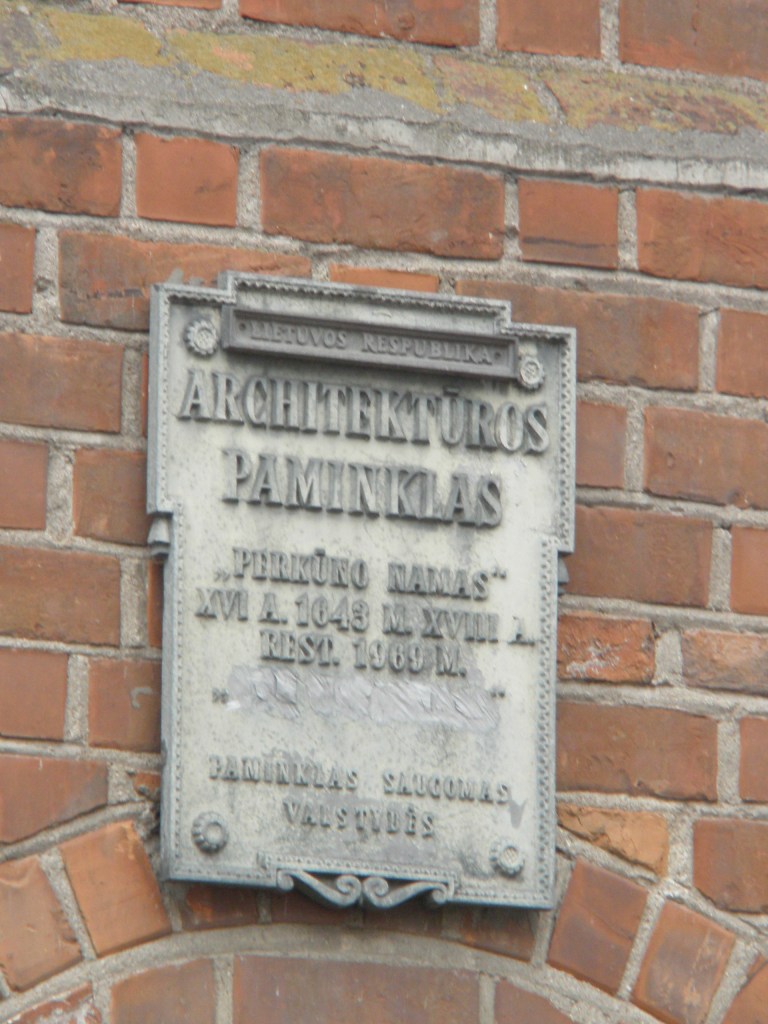 LIETUVOS RESPUBLIKA
ARCHITEKTŪROS
PAMINKLAS
„PERKŪNO NAMAS“
XVI A. 1643 M. XVIII A.
REST. 1969 M.
PAMINKLAS SAUGOMAS
VALSTYBĖS